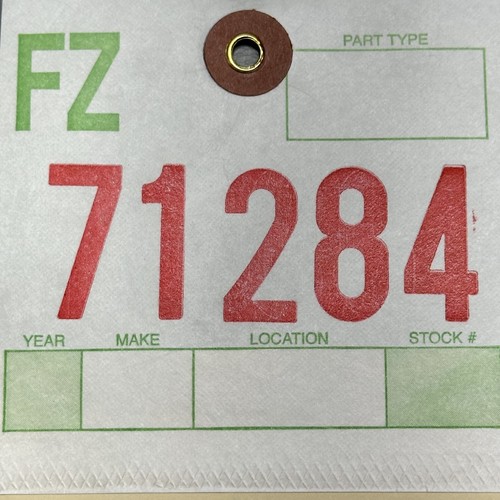 FZ
PART TYPE
71284
YEAR MAKE LOCATION STOCK #